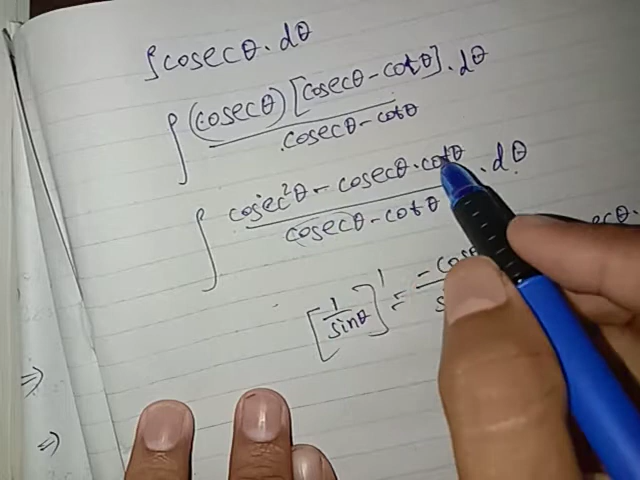 ∫ cosecθ · dθ
∫ (cosecθ) [cosecθ - cotθ] · dθ
cosecθ - cotθ
∫ cosec²θ - cosecθ · cotθ · dθ
cosecθ - cotθ
[1/sinθ]' =